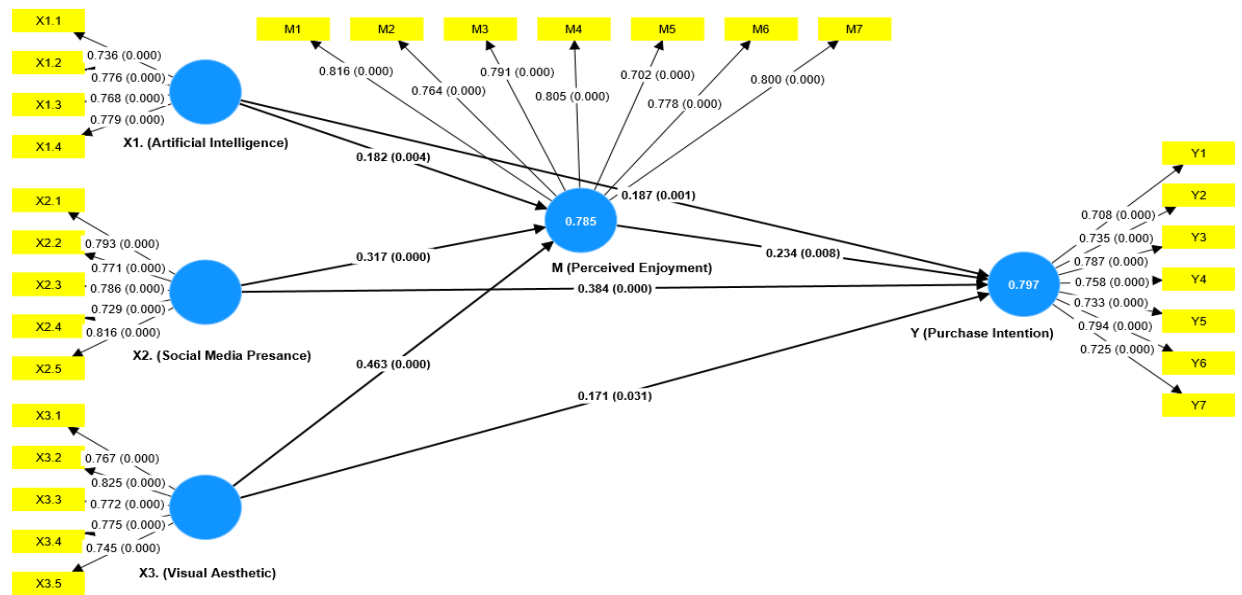 X1.1
X1.2
X1.3
X1.4
0.736 (0.000)
0.776 (0.000)
0.768 (0.000)
0.779 (0.000)
X1. (Artificial Intelligence)
M1
M2
M3
M4
M5
M6
M7
0.816 (0.000)
0.764 (0.000)
0.791 (0.000)
0.805 (0.000)
0.702 (0.000)
0.778 (0.000)
0.800 (0.000)
0.182 (0.004)
0.187 (0.001)
0.785
M (Perceived Enjoyment)
X2.1
X2.2
X2.3
X2.4
X2.5
0.793 (0.000)
0.771 (0.000)
0.786 (0.000)
0.729 (0.000)
0.816 (0.000)
X2. (Social Media Presance)
0.317 (0.000)
0.384 (0.000)
0.234 (0.008)
0.463 (0.000)
0.171 (0.031)
X3.1
X3.2
X3.3
X3.4
X3.5
0.767 (0.000)
0.825 (0.000)
0.772 (0.000)
0.775 (0.000)
0.745 (0.000)
X3. (Visual Aesthetic)
0.797
Y (Purchase Intention)
0.708 (0.000)
0.735 (0.000)
0.787 (0.000)
0.758 (0.000)
0.733 (0.000)
0.794 (0.000)
0.725 (0.000)
Y1
Y2
Y3
Y4
Y5
Y6
Y7